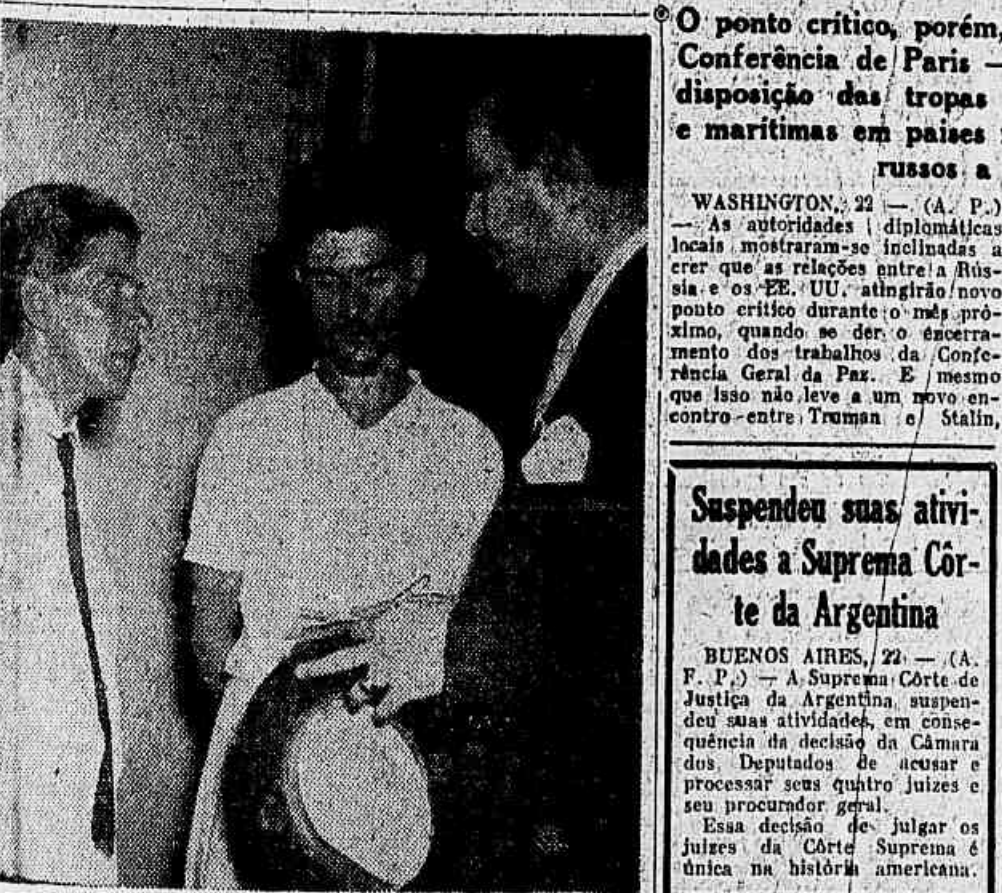 O ponto crítico, porém,
Conferência de Paris —
disposição das tropas
e marítimas em paises
russos a
WASHINGTON, 22 — (A. P.)
— As autoridades diplomáticas
locais mostraram-se inclinadas a
crer que as relações entre a Rús-
sia e os EE. UU. atingirão novo
ponto crítico durante o mês pró-
ximo, quando se der o encerra-
mento dos trabalhos da Confe-
rência Geral da Paz. E mesmo
que isso não leve a um novo en-
contro entre Truman e Stalin,
Suspendeu suas ativi-
dades a Suprema Côr-
te da Argentina
BUENOS AIRES, 22 — (A.
F. P.) — A Suprema Côrte de
Justiça da Argentina suspen-
deu suas atividades, em conse-
quência da decisão da Câmara
dos Deputados de acusar e
processar seus quatro juizes e
seu procurador geral.
Essa decisão de julgar os
juizes da Côrte Suprema é
única na história americana.